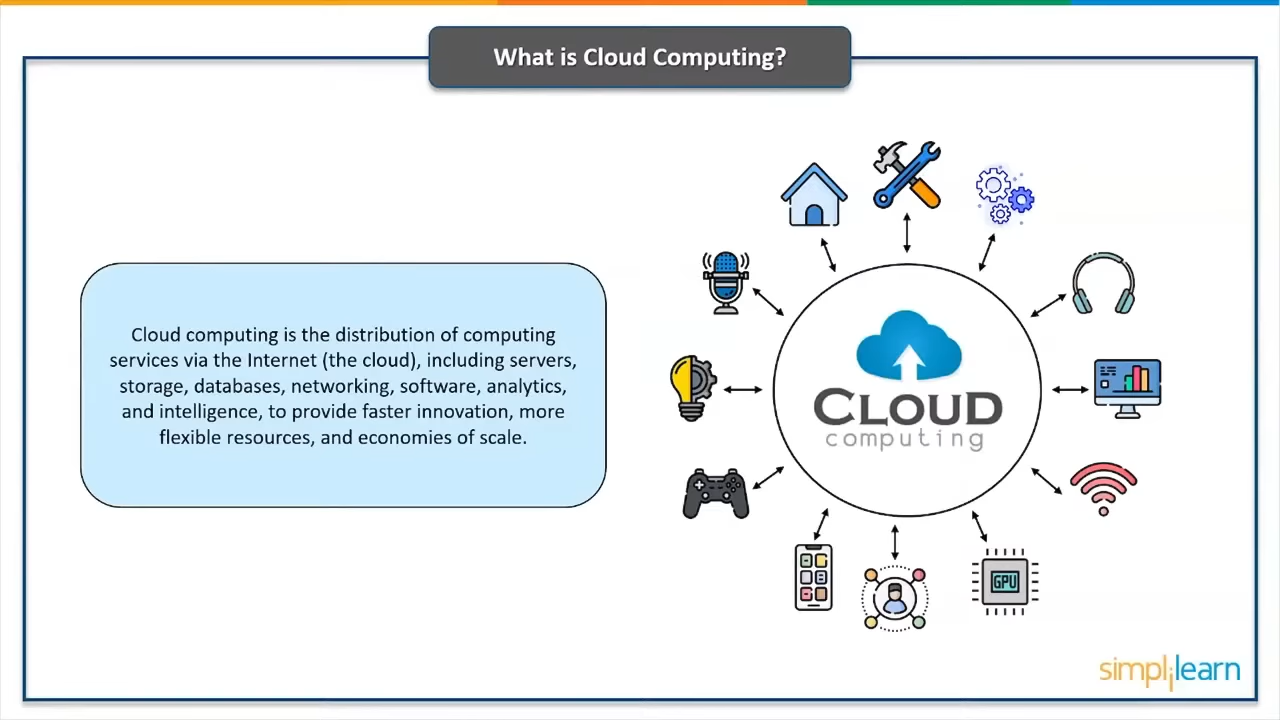 What is Cloud Computing?
Cloud computing is the distribution of computing
services via the Internet (the cloud), including servers,
storage, databases, networking, software, analytics,
and intelligence, to provide faster innovation, more
flexible resources, and economies of scale.
CLOUD
computing
GPU
simplilearn